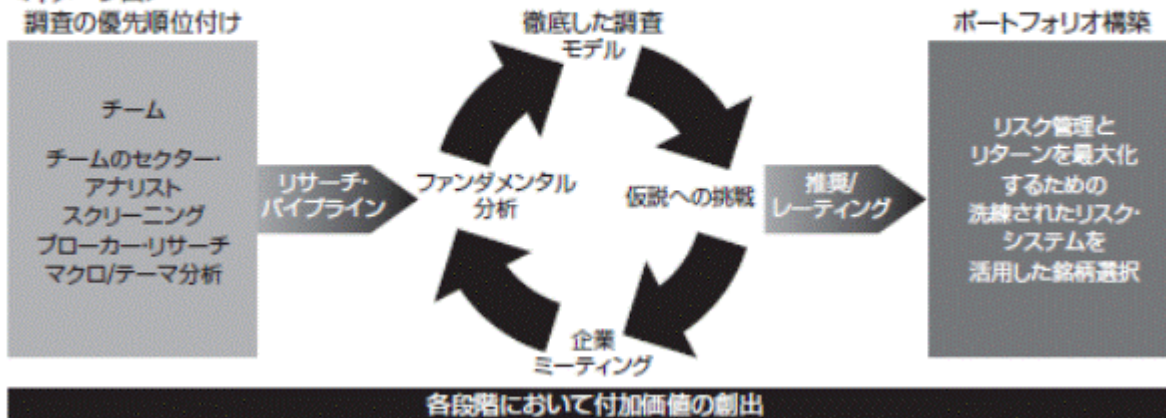 調査の優先順位付け
チーム
チームのセクター・
アナリスト
スクリーニング
ブローカー・リサーチ
マクロ/テーマ分析
リサーチ・
パイプライン
徹底した調査
モデル
ファンダメンタル
分析
仮説への挑戦
企業
ミーティング
推奨/
レーティング
ポートフォリオ構築
リスク管理と
リターンを最大化
するための
洗練されたリスク・
システムを
活用した銘柄選択
各段階において付加価値の創出